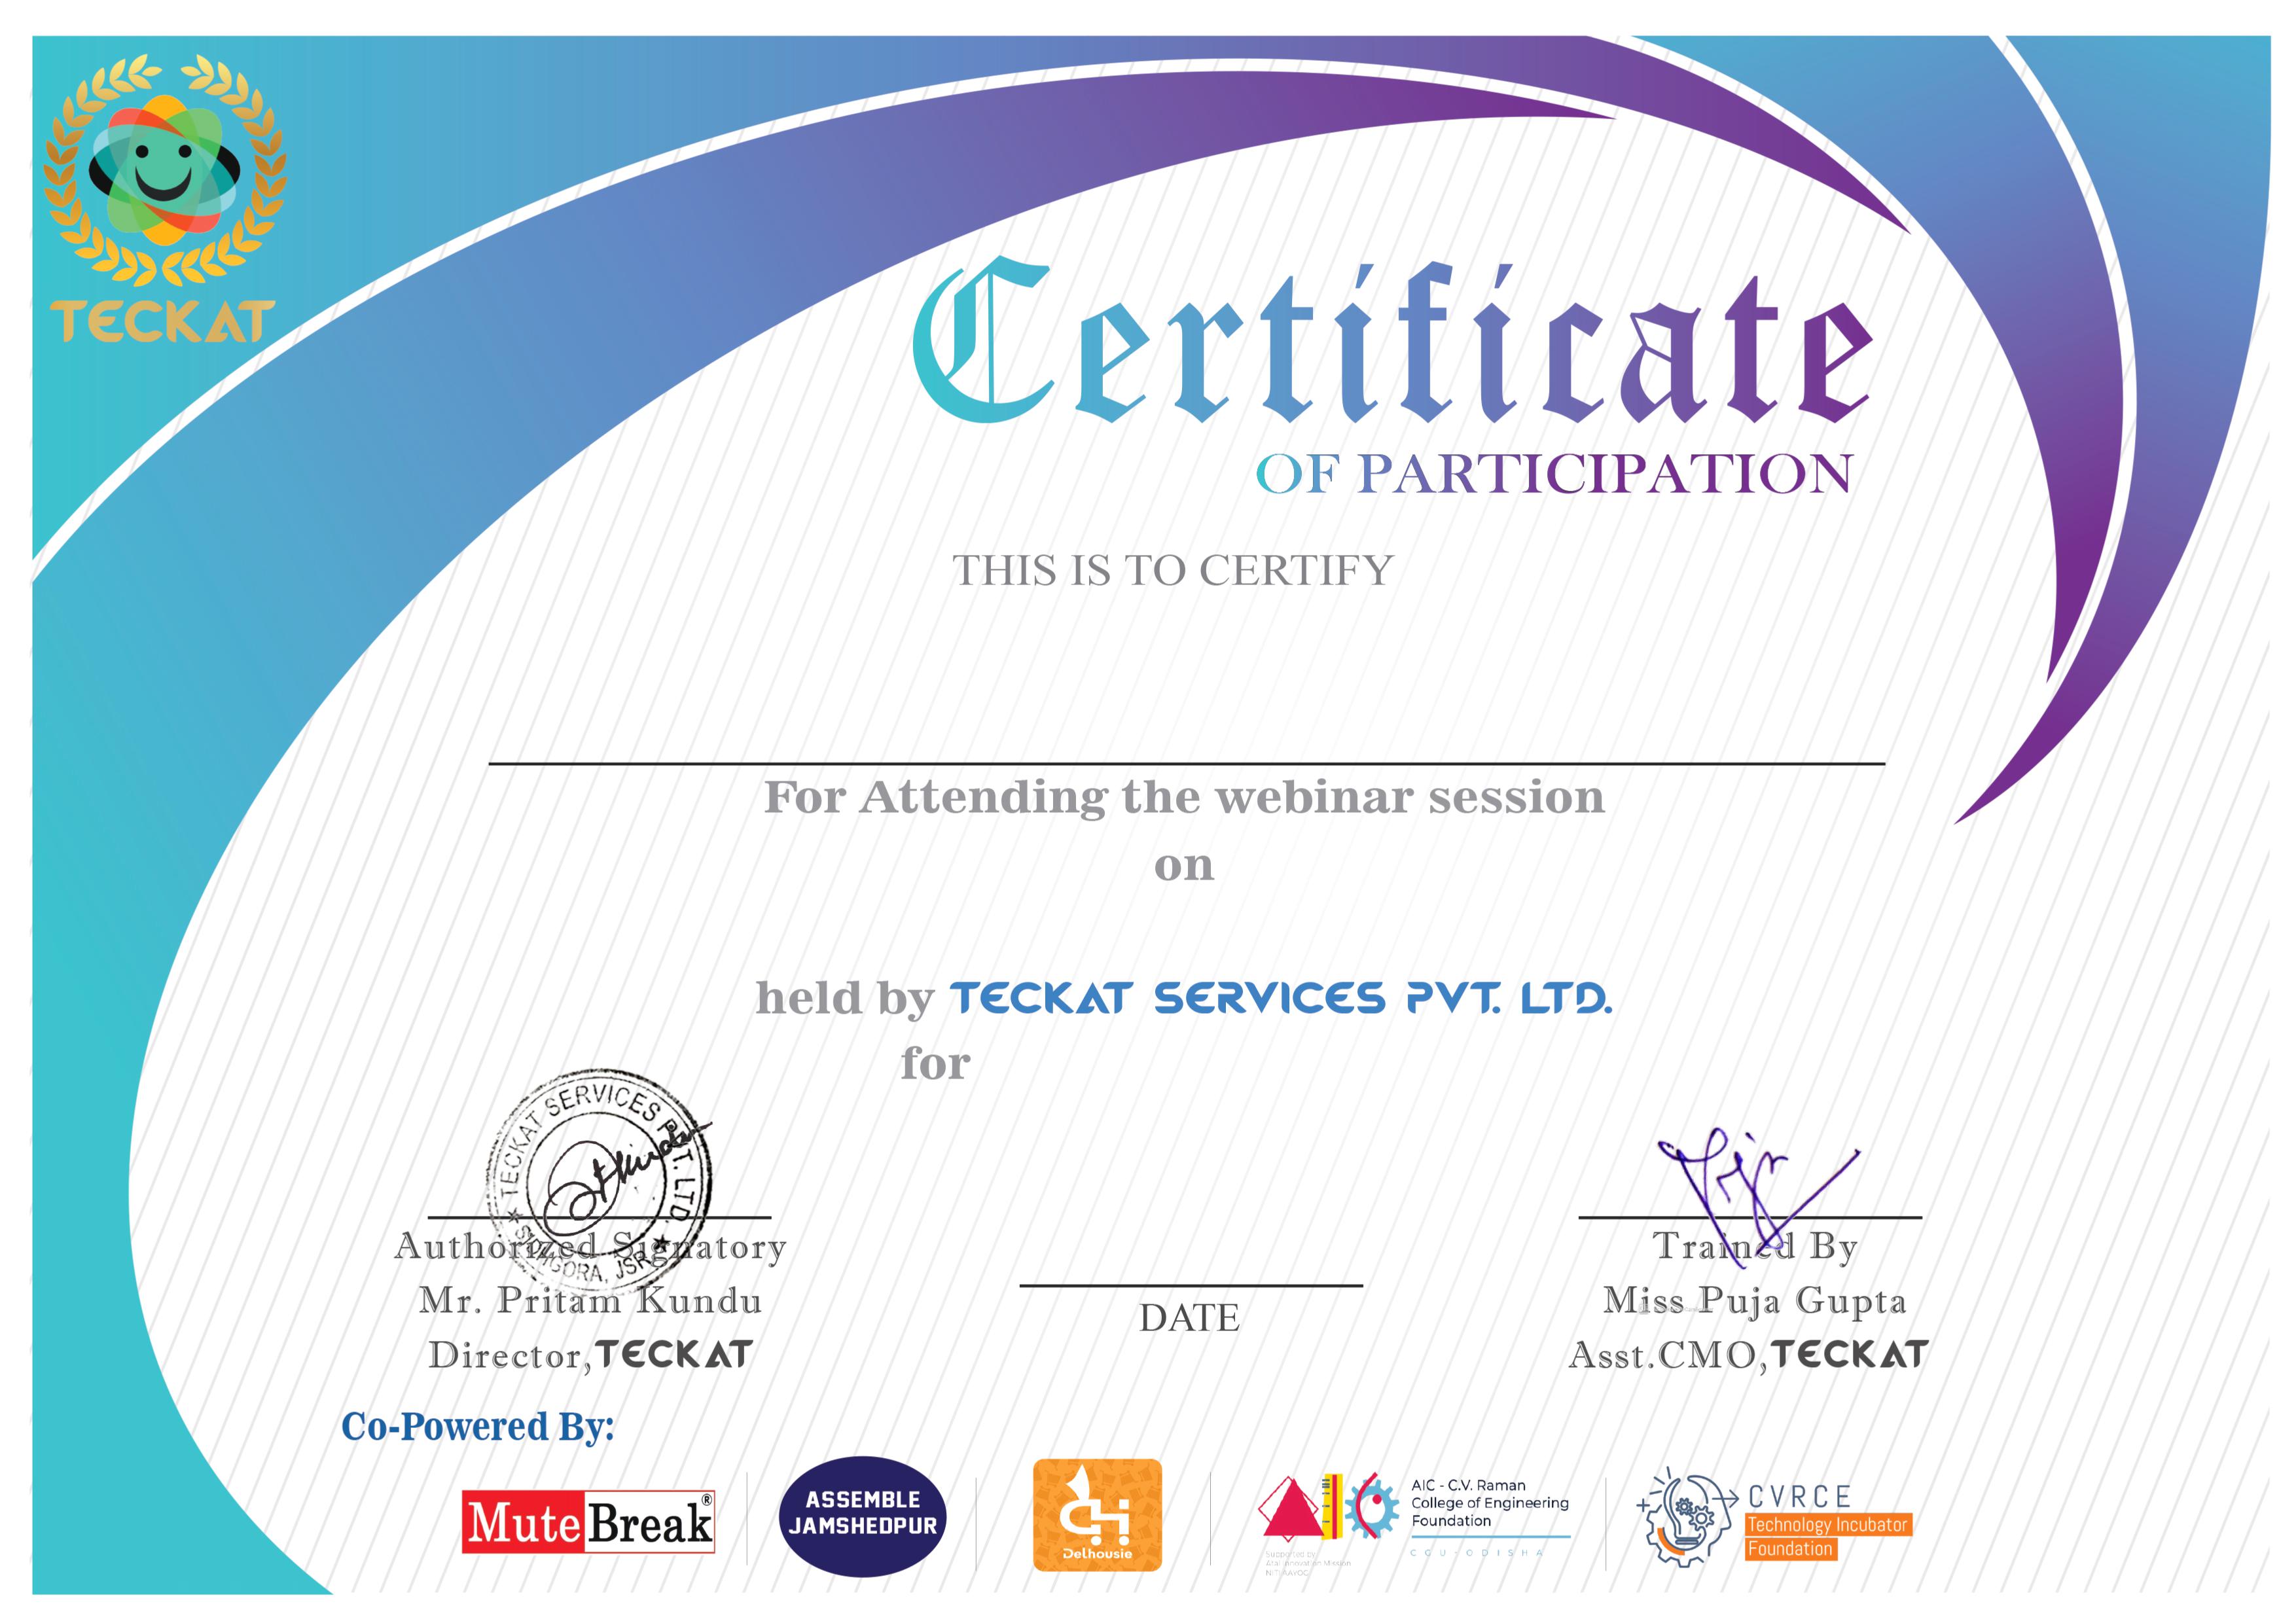 TECKAT
Certificate
OF PARTICIPATION
THIS IS TO CERTIFY
For Attending the webinar session
on
held by TECKAT SERVICES PVT. LTD.
for
TECKAT SERVICES PVT. LTD.
JSR
Authorized Signatory
Mr. Pritam Kundu
Director,TECKAT
DATE
Trained By
Miss Puja Gupta
Asst.CMO,TECKAT
Co-Powered By:
MuteBreak®
ASSEMBLE
JAMSHEDPUR
Delhousie
AIC - C.V. Raman
College of Engineering
Foundation
CGU-ODISHA
Supported by
Atal Innovation Mission
CVRCE
Technology Incubator
Foundation